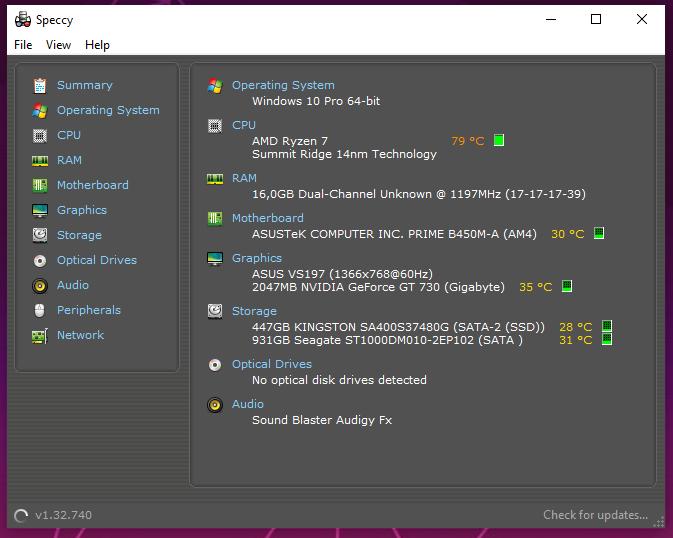 Speccy
File View Help
Summary
Operating System
CPU
RAM
Motherboard
Graphics
Storage
Optical Drives
Audio
Peripherals
Network
Operating System
Windows 10 Pro 64-bit
CPU
AMD Ryzen 7 79 °C
Summit Ridge 14nm Technology
RAM
16,0GB Dual-Channel Unknown @ 1197MHz (17-17-17-39)
Motherboard
ASUSTeK COMPUTER INC. PRIME B450M-A (AM4) 30 °C
Graphics
ASUS VS197 (1366x768@60Hz)
2047MB NVIDIA GeForce GT 730 (Gigabyte) 35 °C
Storage
447GB KINGSTON SA400S37480G (SATA-2 (SSD)) 28 °C
931GB Seagate ST1000DM010-2EP102 (SATA ) 31 °C
Optical Drives
No optical disk drives detected
Audio
Sound Blaster Audigy Fx
v1.32.740 Check for updates...